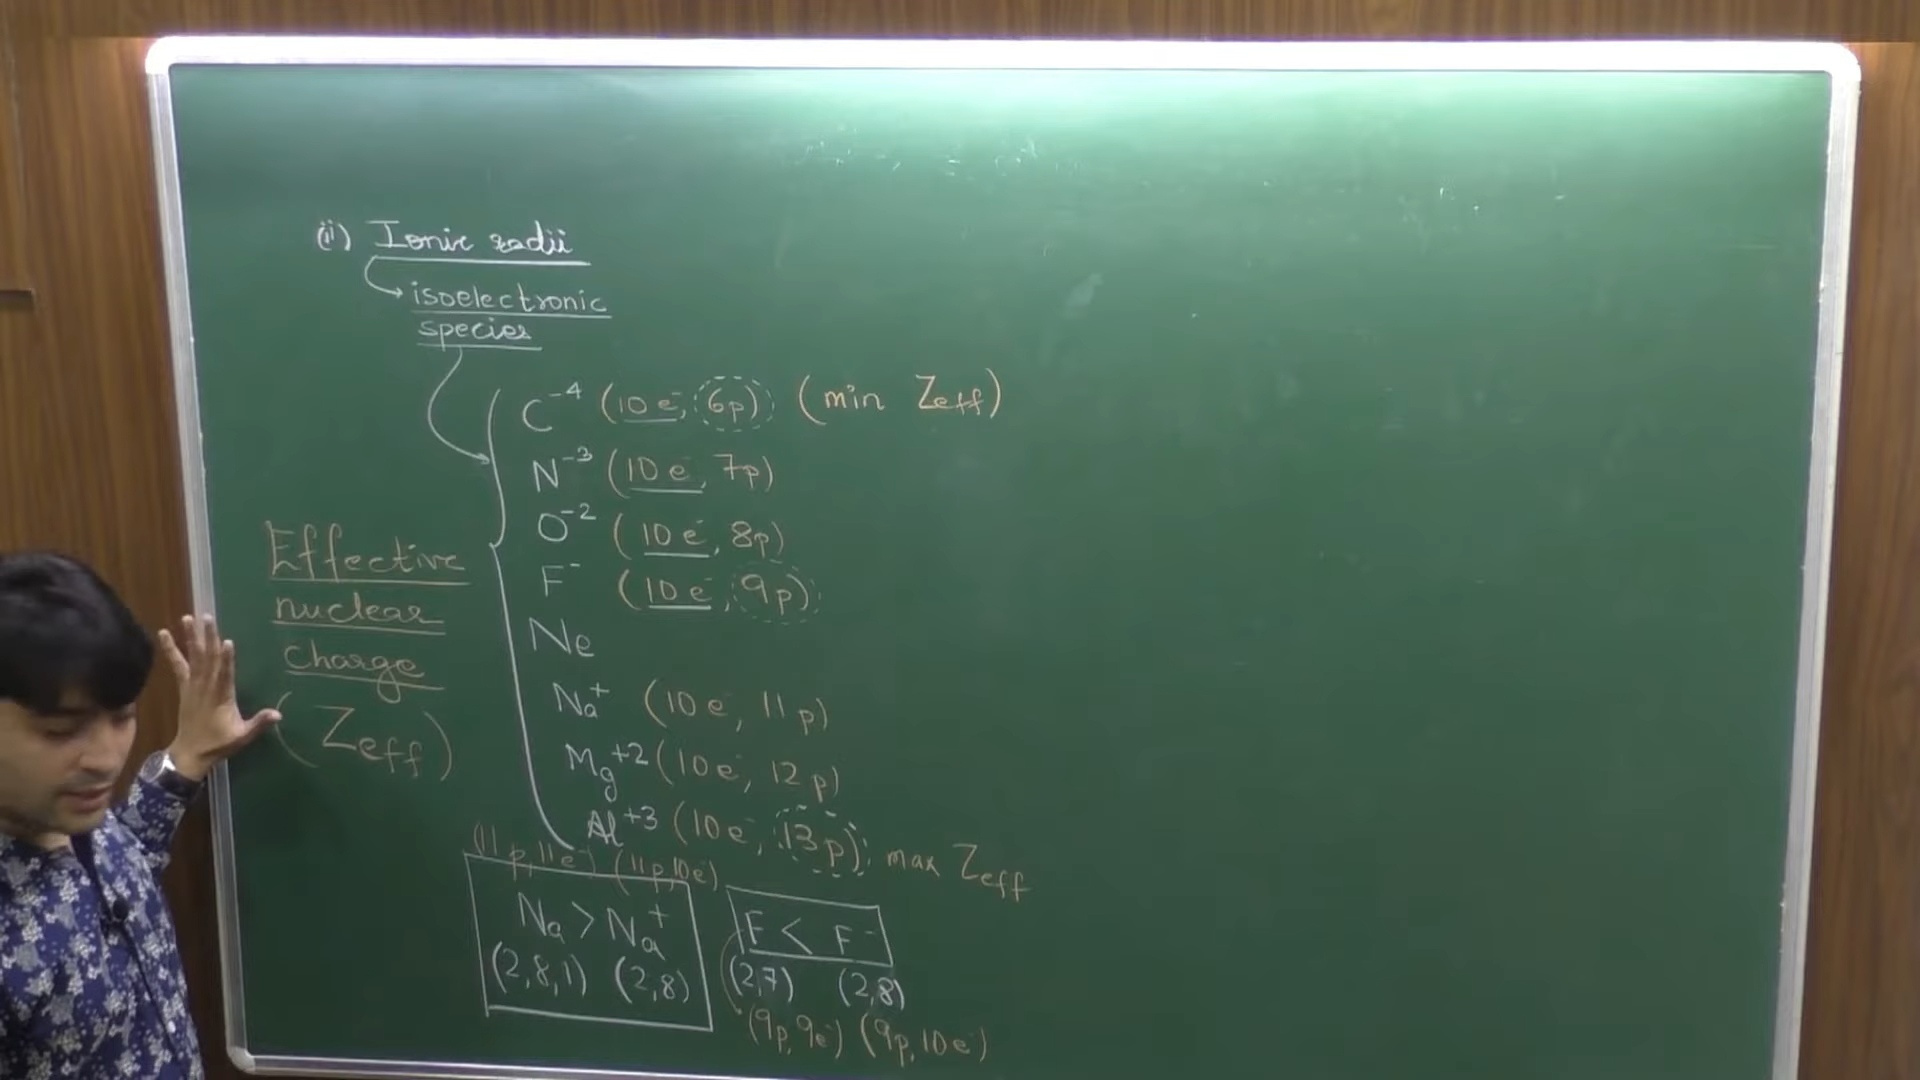 (ii) Ionic radii
isoelectronic
species
C⁻⁴ (10e⁻, 6p) (min Zeff)
N⁻³ (10e⁻, 7p)
O⁻² (10e⁻, 8p)
F⁻ (10e⁻, 9p)
Ne
Na⁺ (10e⁻, 11p)
Mg⁺² (10e⁻, 12p)
Al⁺³ (10e⁻, 13p) max Zeff
Effective
nuclear
charge
(Zeff)
(11p, 11e⁻) (11p, 10e⁻)
Na > Na⁺
(2,8,1) (2,8)
F < F⁻
(2,7) (2,8)
(9p, 9e⁻) (9p, 10e⁻)